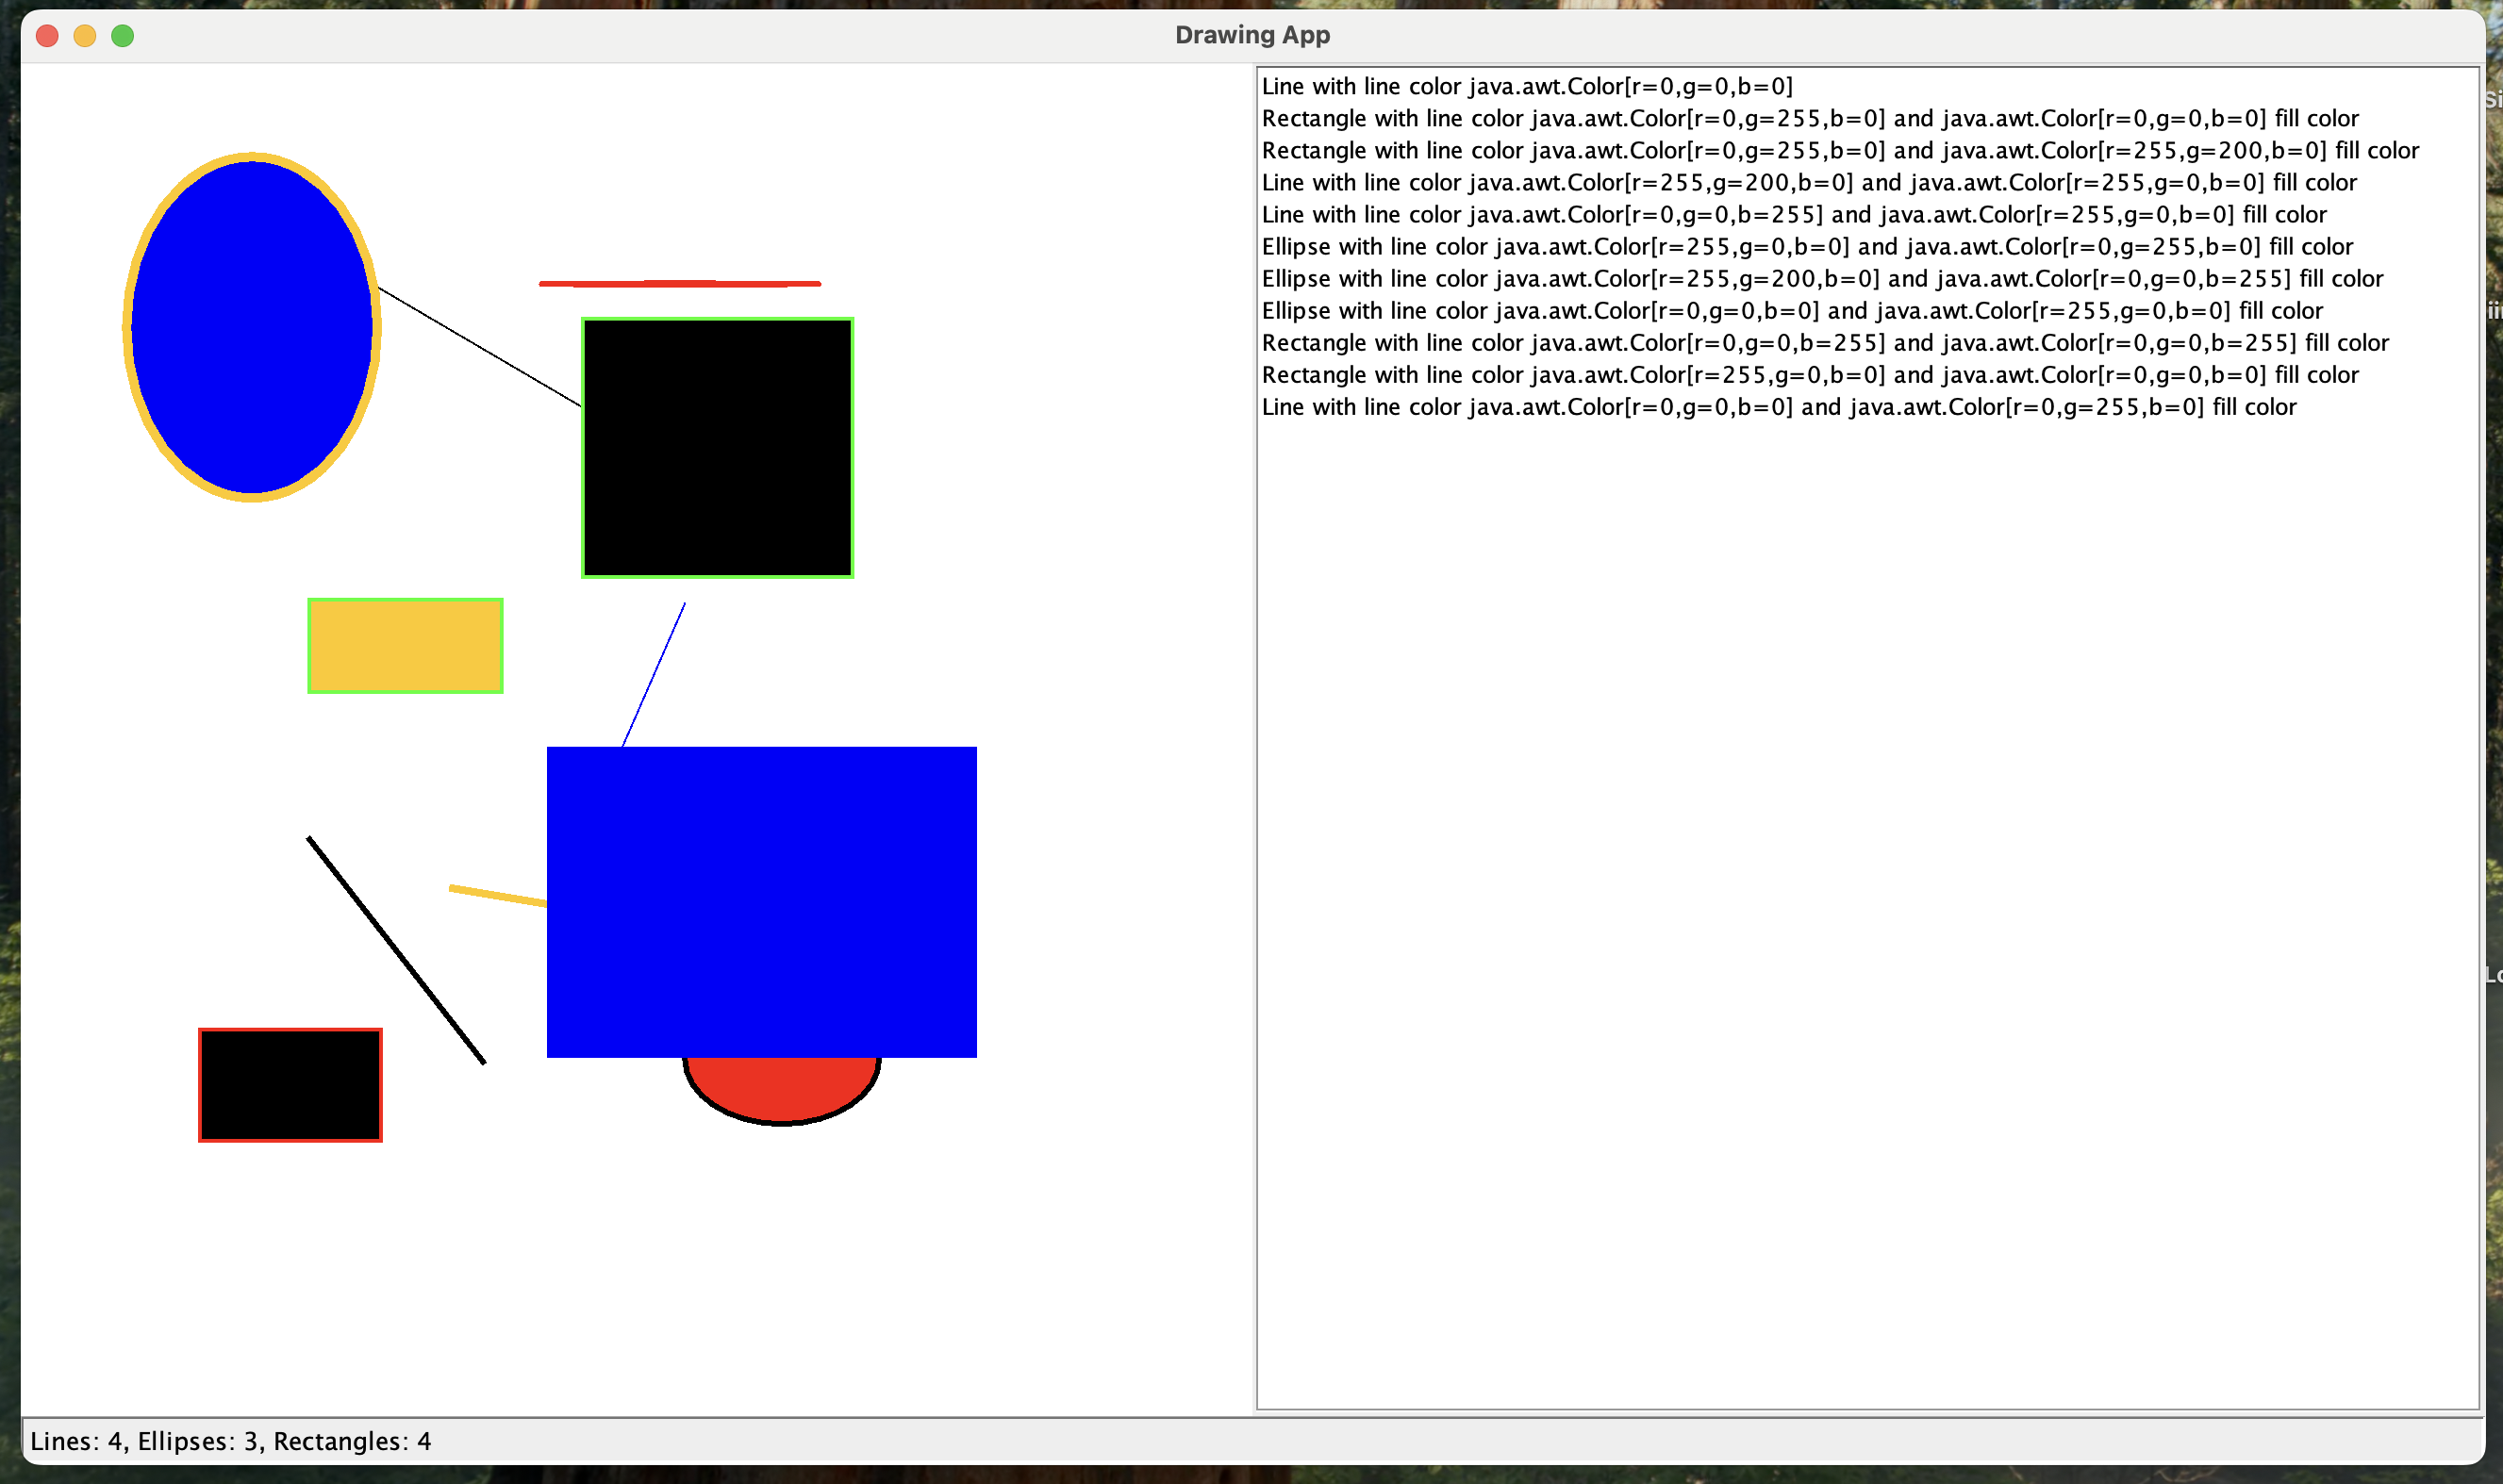 Drawing App
Line with line color java.awt.Color[r=0,g=0,b=0]
Rectangle with line color java.awt.Color[r=0,g=255,b=0] and java.awt.Color[r=0,g=0,b=0] fill color
Rectangle with line color java.awt.Color[r=0,g=255,b=0] and java.awt.Color[r=255,g=200,b=0] fill color
Line with line color java.awt.Color[r=255,g=200,b=0] and java.awt.Color[r=255,g=0,b=0] fill color
Line with line color java.awt.Color[r=0,g=0,b=255] and java.awt.Color[r=255,g=0,b=0] fill color
Ellipse with line color java.awt.Color[r=255,g=0,b=0] and java.awt.Color[r=0,g=255,b=0] fill color
Ellipse with line color java.awt.Color[r=255,g=200,b=0] and java.awt.Color[r=0,g=0,b=255] fill color
Ellipse with line color java.awt.Color[r=0,g=0,b=0] and java.awt.Color[r=255,g=0,b=0] fill color
Rectangle with line color java.awt.Color[r=0,g=0,b=255] and java.awt.Color[r=0,g=0,b=255] fill color
Rectangle with line color java.awt.Color[r=255,g=0,b=0] and java.awt.Color[r=0,g=0,b=0] fill color
Line with line color java.awt.Color[r=0,g=0,b=0] and java.awt.Color[r=0,g=255,b=0] fill color
Lines: 4, Ellipses: 3, Rectangles: 4